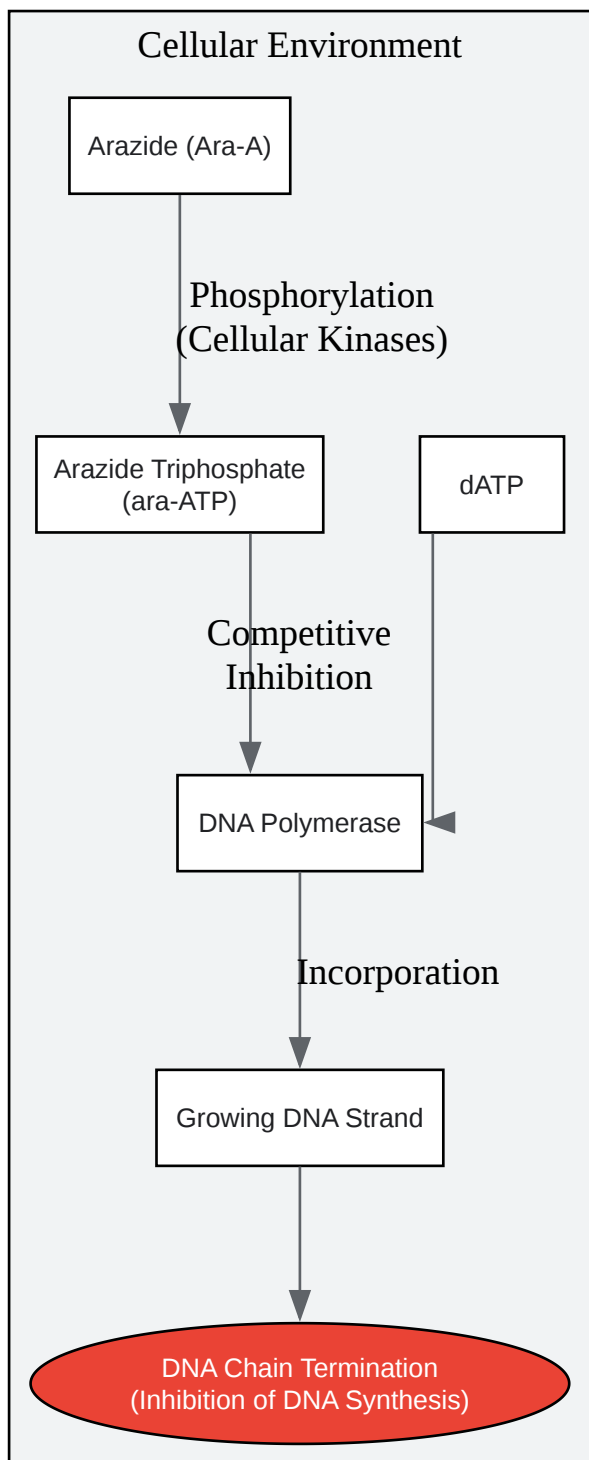 Cellular Environment
Arazide (Ara-A)
Phosphorylation
(Cellular Kinases)
Arazide Triphosphate
(ara-ATP)
dATP
Competitive
Inhibition
DNA Polymerase
Incorporation
Growing DNA Strand
DNA Chain Termination
(Inhibition of DNA Synthesis)